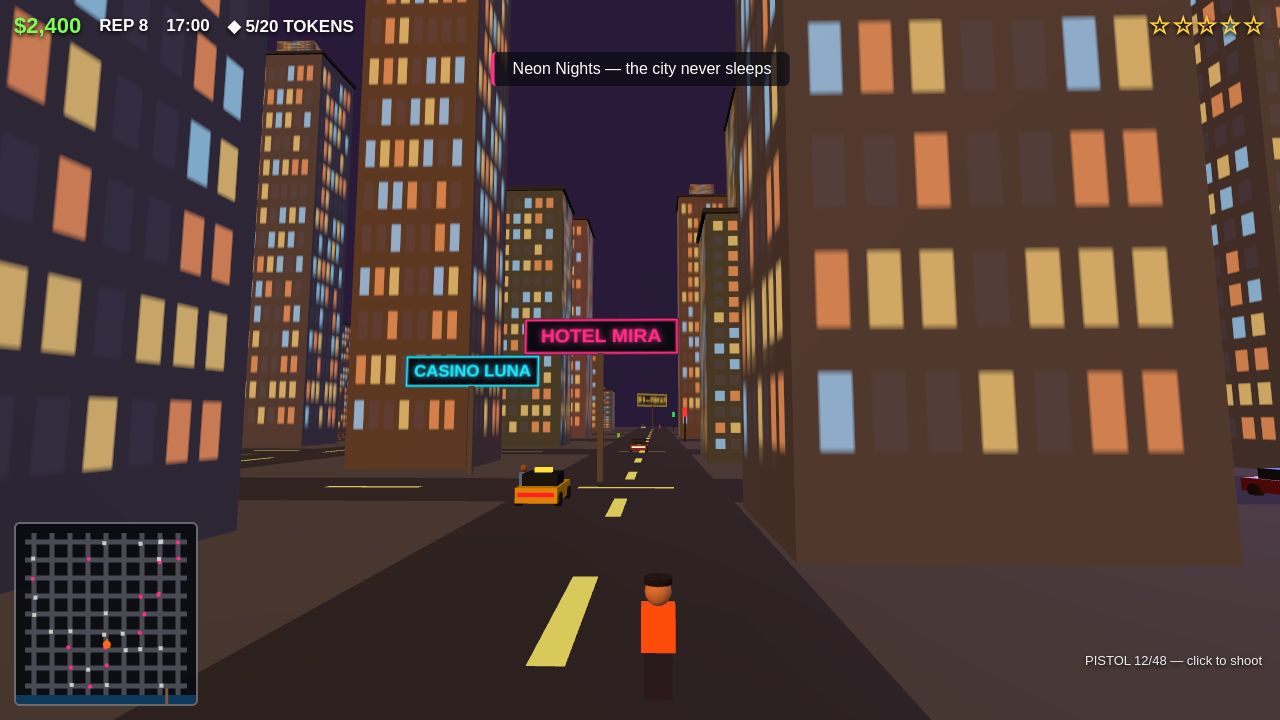 $2,400 REP 8 17:00 ◆ 5/20 TOKENS ☆☆☆☆☆
Neon Nights — the city never sleeps
HOTEL MIRA
CASINO LUNA
PISTOL 12/48 — click to shoot